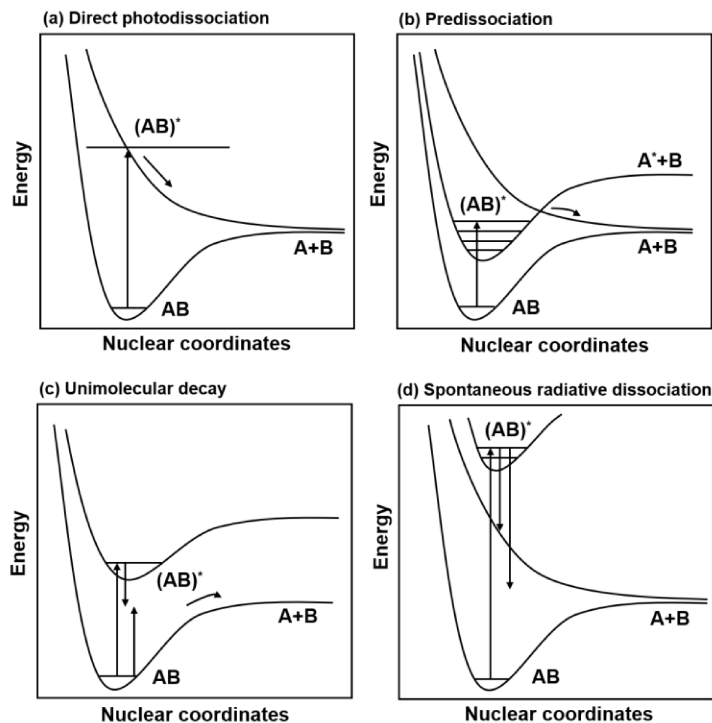 (a) Direct photodissociation
(AB)*
A+B
AB
Energy
Nuclear coordinates
(b) Predissociation
A*+B
(AB)*
A+B
AB
Energy
Nuclear coordinates
(c) Unimolecular decay
(AB)*
A+B
AB
Energy
Nuclear coordinates
(d) Spontaneous radiative dissociation
(AB)*
A+B
AB
Energy
Nuclear coordinates